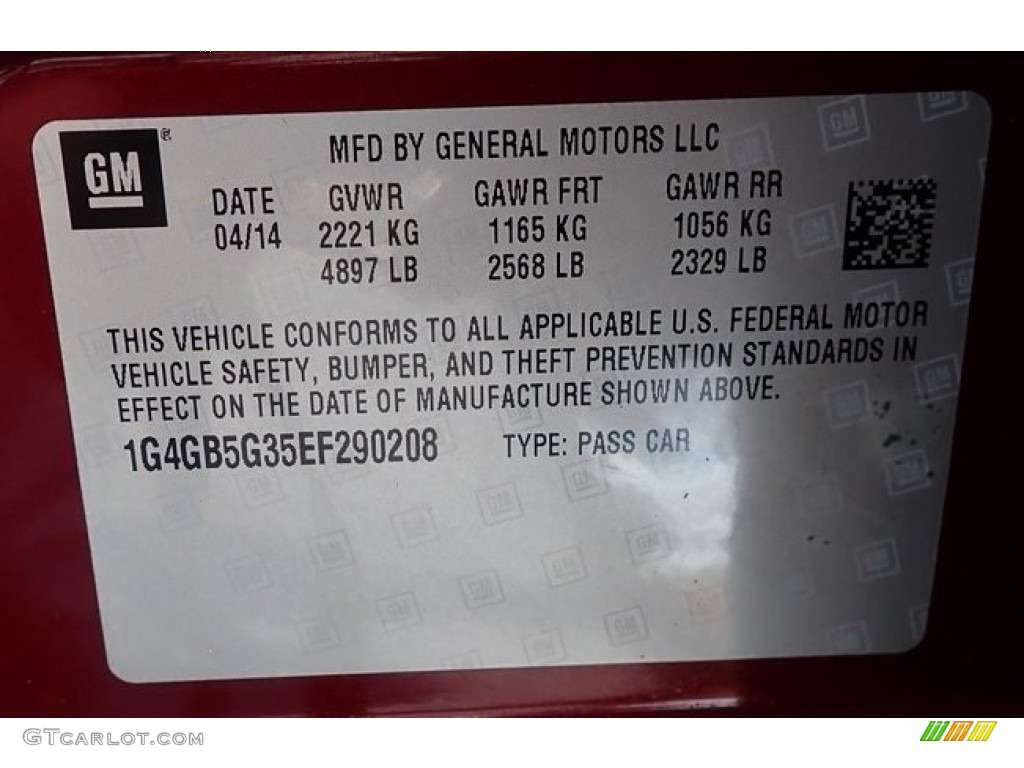 GM
®
MFD BY GENERAL MOTORS LLC
DATE GVWR GAWR FRT GAWR RR
04/14 2221 KG 1165 KG 1056 KG
4897 LB 2568 LB 2329 LB
THIS VEHICLE CONFORMS TO ALL APPLICABLE U.S. FEDERAL MOTOR
VEHICLE SAFETY, BUMPER, AND THEFT PREVENTION STANDARDS IN
EFFECT ON THE DATE OF MANUFACTURE SHOWN ABOVE.
1G4GB5G35EF290208 TYPE: PASS CAR
GTCARLOT.COM